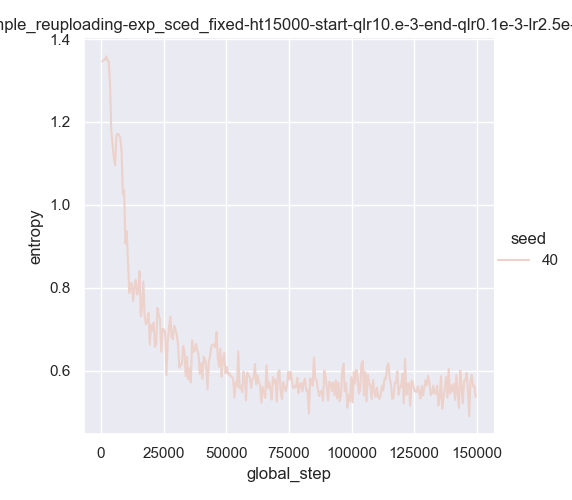 mple_reuploading-exp_sced_fixed-ht15000-start-qlr10.e-3-end-qlr0.1e-3-lr2.5e-
1.4
1.2
1.0
0.8
0.6
entropy
0 25000 50000 75000 100000 125000 150000
global_step
seed
40